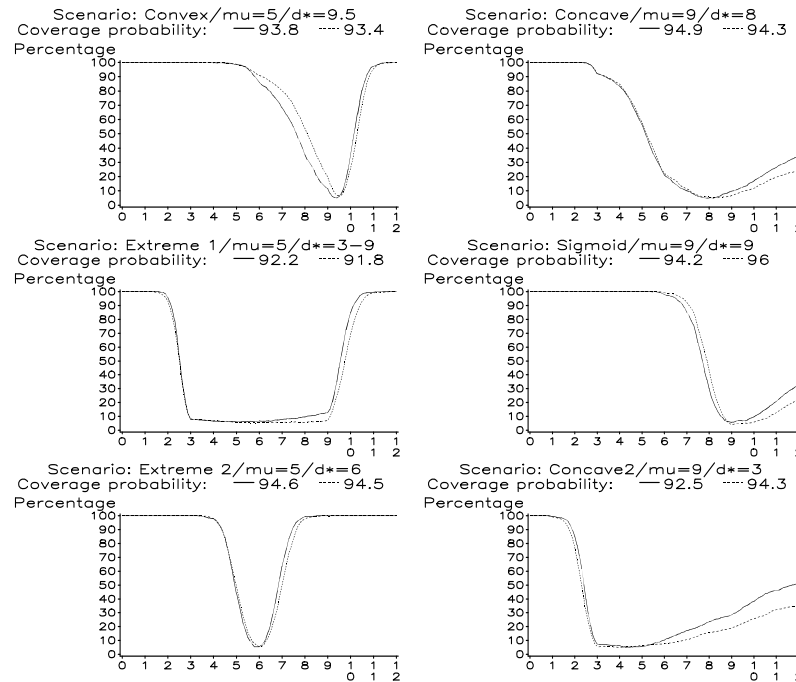 Scenario: Convex/mu=5/d*=9.5
Coverage probability: 93.8 93.4
Percentage
100
90
80
70
60
50
40
30
20
10
0
0 1 2 3 4 5 6 7 8 9 1 1 1
0 1 2
Scenario: Concave/mu=9/d*=8
Coverage probability: 94.9 94.3
Percentage
100
90
80
70
60
50
40
30
20
10
0
0 1 2 3 4 5 6 7 8 9 1 1 1
0 1 2
Scenario: Extreme 1/mu=5/d*=3-9
Coverage probability: 92.2 91.8
Percentage
100
90
80
70
60
50
40
30
20
10
0
0 1 2 3 4 5 6 7 8 9 1 1 1
0 1 2
Scenario: Sigmoid/mu=9/d*=9
Coverage probability: 94.2 96
Percentage
100
90
80
70
60
50
40
30
20
10
0
0 1 2 3 4 5 6 7 8 9 1 1 1
0 1 2
Scenario: Extreme 2/mu=5/d*=6
Coverage probability: 94.6 94.5
Percentage
100
90
80
70
60
50
40
30
20
10
0
0 1 2 3 4 5 6 7 8 9 1 1 1
0 1 2
Scenario: Concave2/mu=9/d*=3
Coverage probability: 92.5 94.3
Percentage
100
90
80
70
60
50
40
30
20
10
0
0 1 2 3 4 5 6 7 8 9 1 1 1
0 1 2